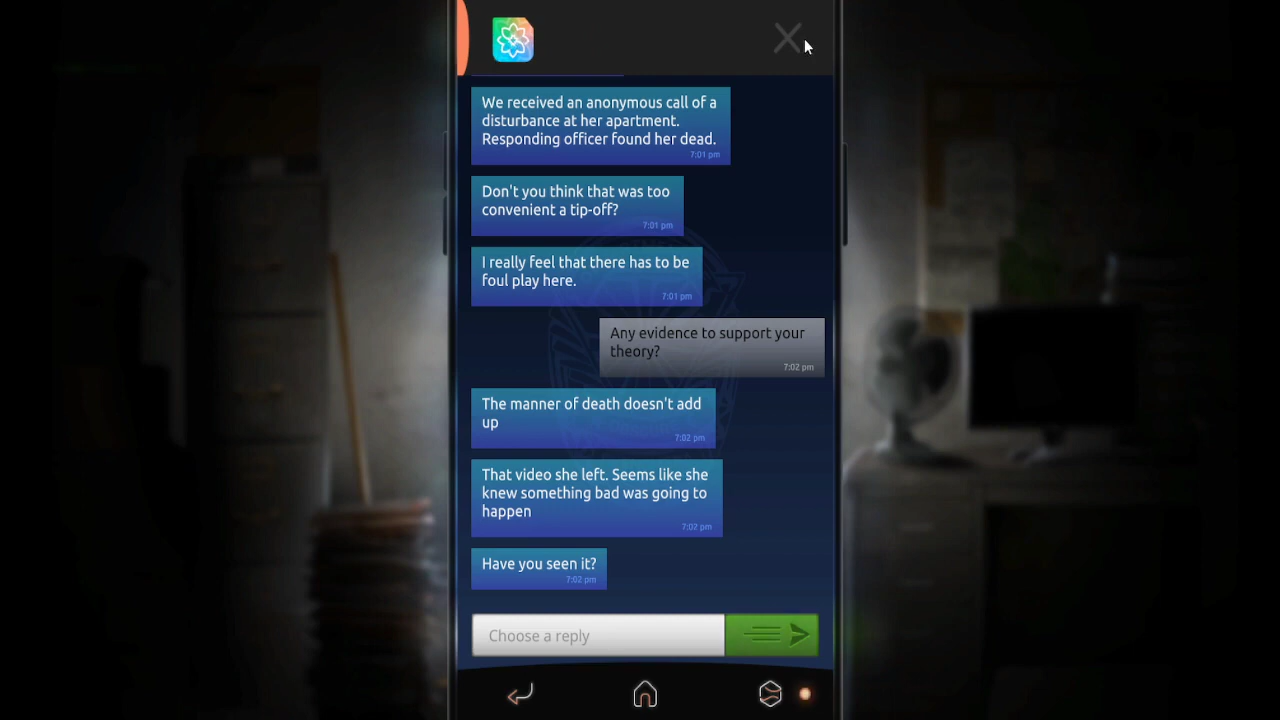 We received an anonymous call of a
disturbance at her apartment.
Responding officer found her dead.
7:01 pm
Don't you think that was too
convenient a tip-off?
7:01 pm
I really feel that there has to be
foul play here.
7:01 pm
Any evidence to support your
theory?
7:02 pm
The manner of death doesn't add
up
7:02 pm
That video she left. Seems like she
knew something bad was going to
happen
7:02 pm
Have you seen it?
7:02 pm
Choose a reply